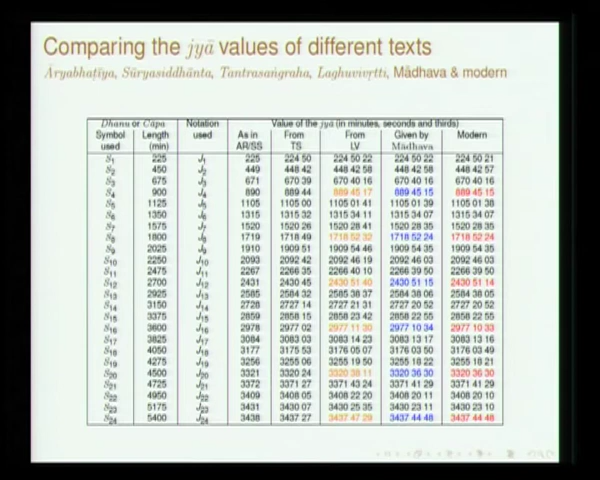 Comparing the jyā values of different texts
Āryabhaṭīya, Sūryasiddhānta, Tantrasaṅgraha, Laghuvivṛtti, Mādhava & modern
Dhanu or Cāpa Notation Value of the jyā (in minutes, seconds and thirds)
Symbol Length used As in From From Given by Modern
used (min) AR/SS TS LV Mādhava
S1 225 J1 225 224 50 224 50 22 224 50 22 224 50 21
S2 450 J2 449 448 42 448 42 58 448 42 58 448 42 57
S3 675 J3 671 670 39 670 40 16 670 40 16 670 40 16
S4 900 J4 890 889 44 889 45 17 889 45 15 889 45 15
S5 1125 J5 1105 1105 00 1105 01 41 1105 01 39 1105 01 38
S6 1350 J6 1315 1315 32 1315 34 11 1315 34 07 1315 34 07
S7 1575 J7 1520 1520 26 1520 28 41 1520 28 35 1520 28 35
S8 1800 J8 1719 1718 49 1718 52 32 1718 52 24 1718 52 24
S9 2025 J9 1910 1909 51 1909 54 46 1909 54 35 1909 54 35
S10 2250 J10 2093 2092 42 2092 46 19 2092 46 03 2092 46 03
S11 2475 J11 2267 2266 35 2266 40 10 2266 39 50 2266 39 50
S12 2700 J12 2431 2430 45 2430 51 40 2430 51 15 2430 51 14
S13 2925 J13 2585 2584 32 2584 38 37 2584 38 06 2584 38 05
S14 3150 J14 2728 2727 14 2727 21 31 2727 20 52 2727 20 52
S15 3375 J15 2859 2858 15 2858 23 42 2858 22 55 2858 22 55
S16 3600 J16 2978 2977 02 2977 11 30 2977 10 34 2977 10 33
S17 3825 J17 3084 3083 03 3083 14 23 3083 13 17 3083 13 16
S18 4050 J18 3177 3175 53 3176 05 07 3176 03 50 3176 03 49
S19 4275 J19 3256 3255 06 3255 19 50 3255 18 22 3255 18 21
S20 4500 J20 3321 3320 24 3320 38 11 3320 36 30 3320 36 30
S21 4725 J21 3372 3371 27 3371 43 24 3371 41 29 3371 41 29
S22 4950 J22 3409 3408 05 3408 22 20 3408 20 11 3408 20 10
S23 5175 J23 3431 3430 07 3430 25 35 3430 23 11 3430 23 10
S24 5400 J24 3438 3437 27 3437 47 29 3437 44 48 3437 44 48